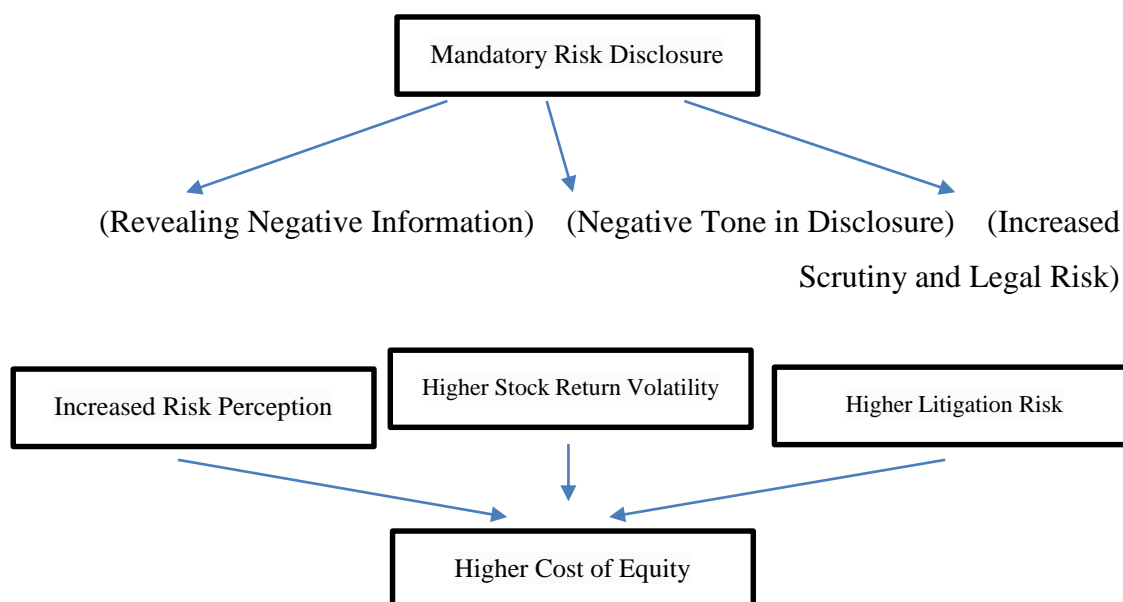 Mandatory Risk Disclosure
(Revealing Negative Information) (Negative Tone in Disclosure) (Increased
Scrutiny and Legal Risk)
Increased Risk Perception
Higher Stock Return Volatility
Higher Litigation Risk
Higher Cost of Equity